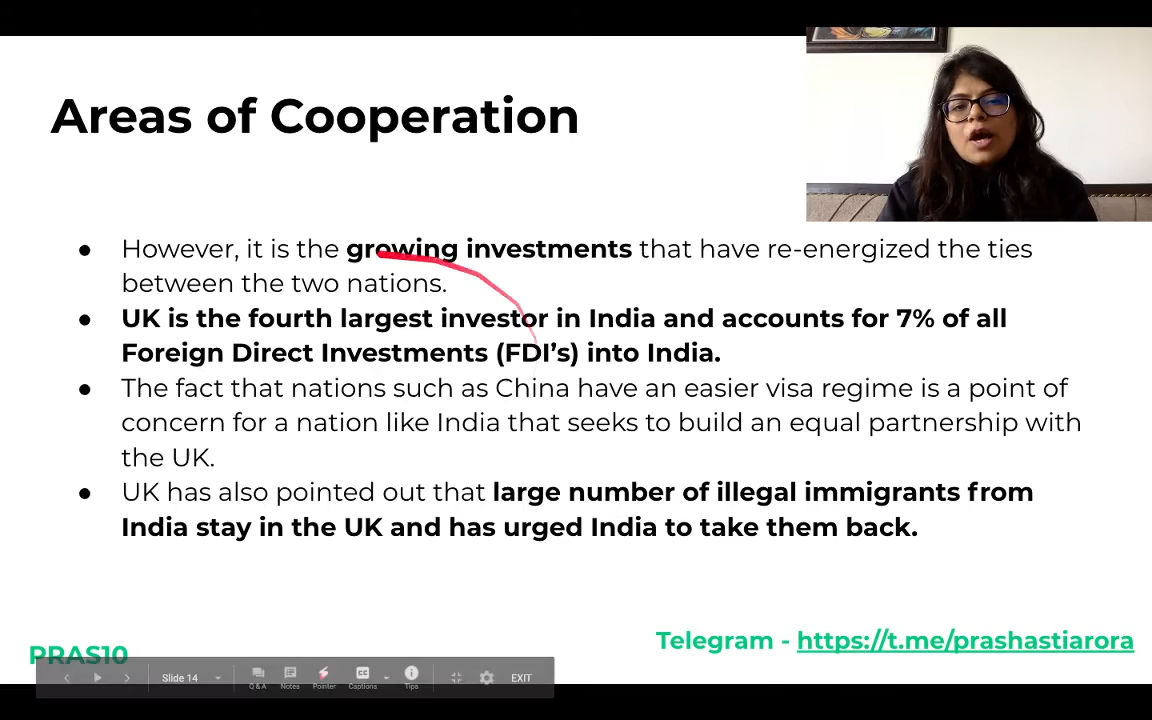 Areas of Cooperation
● However, it is the growing investments that have re-energized the ties
between the two nations.
● UK is the fourth largest investor in India and accounts for 7% of all
Foreign Direct Investments (FDI's) into India.
● The fact that nations such as China have an easier visa regime is a point of
concern for a nation like India that seeks to build an equal partnership with
the UK.
● UK has also pointed out that large number of illegal immigrants from
India stay in the UK and has urged India to take them back.
Telegram - https://t.me/prashastiarora
PRAS10
Slide 14
Q & A Notes Pointer Captions Tips
CC
EXIT